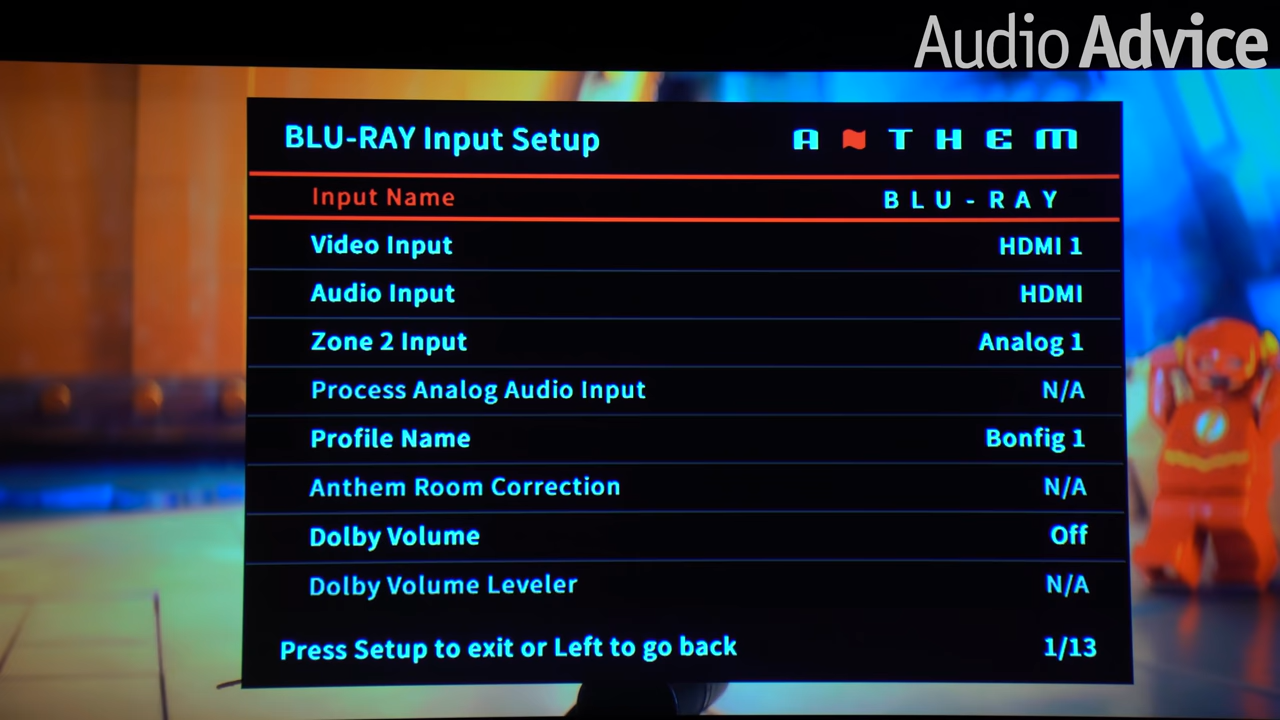 Audio Advice
BLU-RAY Input Setup ANTHEM
Input Name BLU-RAY
Video Input HDMI 1
Audio Input HDMI
Zone 2 Input Analog 1
Process Analog Audio Input N/A
Profile Name Bonfig 1
Anthem Room Correction N/A
Dolby Volume Off
Dolby Volume Leveler N/A
Press Setup to exit or Left to go back 1/13